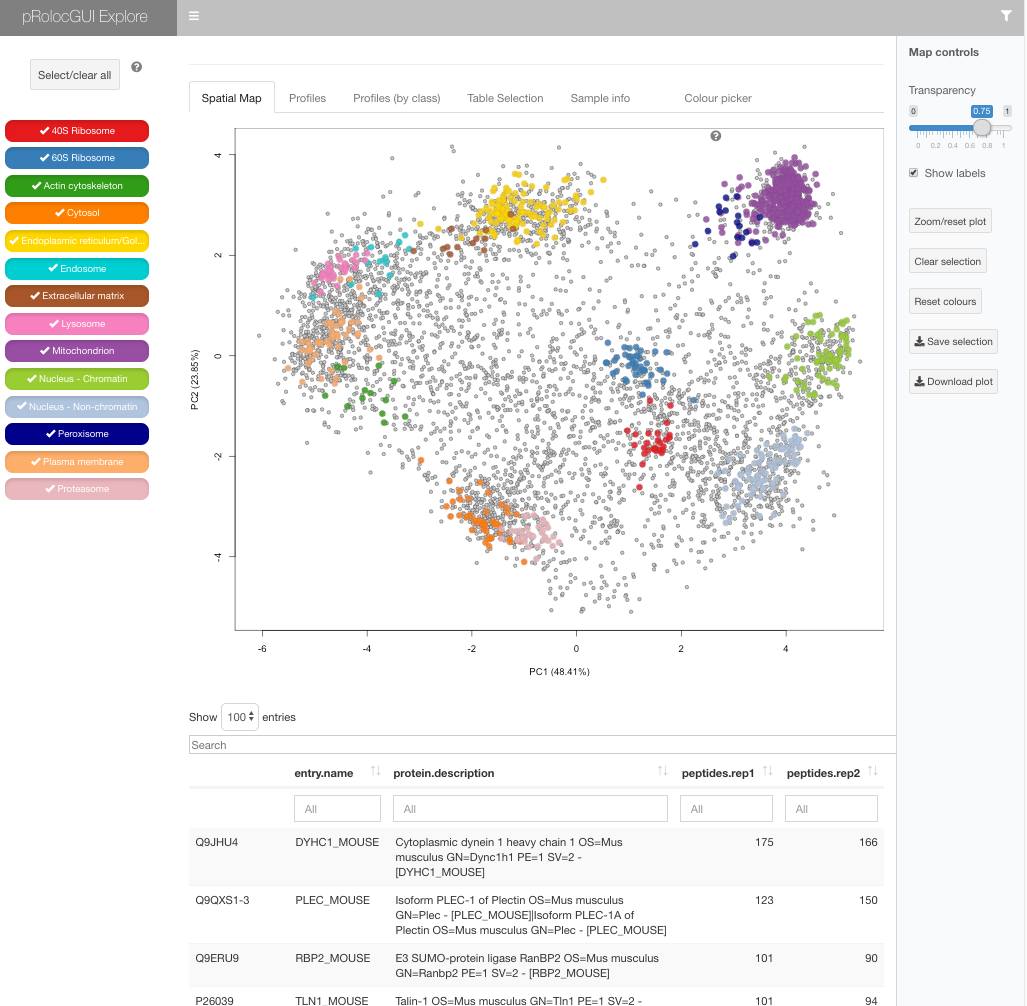 pRolocGUI Explore
Select/clear all
?
40S Ribosome
60S Ribosome
Actin cytoskeleton
Cytosol
Endoplasmic reticulum/Gol...
Endosome
Extracellular matrix
Lysosome
Mitochondrion
Nucleus - Chromatin
Nucleus - Non-chromatin
Peroxisome
Plasma membrane
Proteasome
Spatial Map Profiles Profiles (by class) Table Selection Sample info Colour picker
?
4
2
0
-2
-4
PC2 (23.85%)
-6 -4 -2 0 2 4
PC1 (48.41%)
Map controls
Transparency
0 0.75 1
0 0.2 0.4 0.6 0.8 1
Show labels
Zoom/reset plot
Clear selection
Reset colours
Save selection
Download plot
Show 100 entries
Search
entry.name protein.description peptides.rep1 peptides.rep2
All All All All
Q9JHU4 DYHC1_MOUSE Cytoplasmic dynein 1 heavy chain 1 OS=Mus 175 166
musculus GN=Dync1h1 PE=1 SV=2 -
[DYHC1_MOUSE]
Q9QXS1-3 PLEC_MOUSE Isoform PLEC-1 of Plectin OS=Mus musculus 123 150
GN=Plec - [PLEC_MOUSE]|Isoform PLEC-1A of
Plectin OS=Mus musculus GN=Plec - [PLEC_MOUSE]
Q9ERU9 RBP2_MOUSE E3 SUMO-protein ligase RanBP2 OS=Mus musculus 101 90
GN=Ranbp2 PE=1 SV=2 - [RBP2_MOUSE]
P26039 TLN1_MOUSE Talin-1 OS=Mus musculus GN=Tln1 PE=1 SV=2 - 101 94